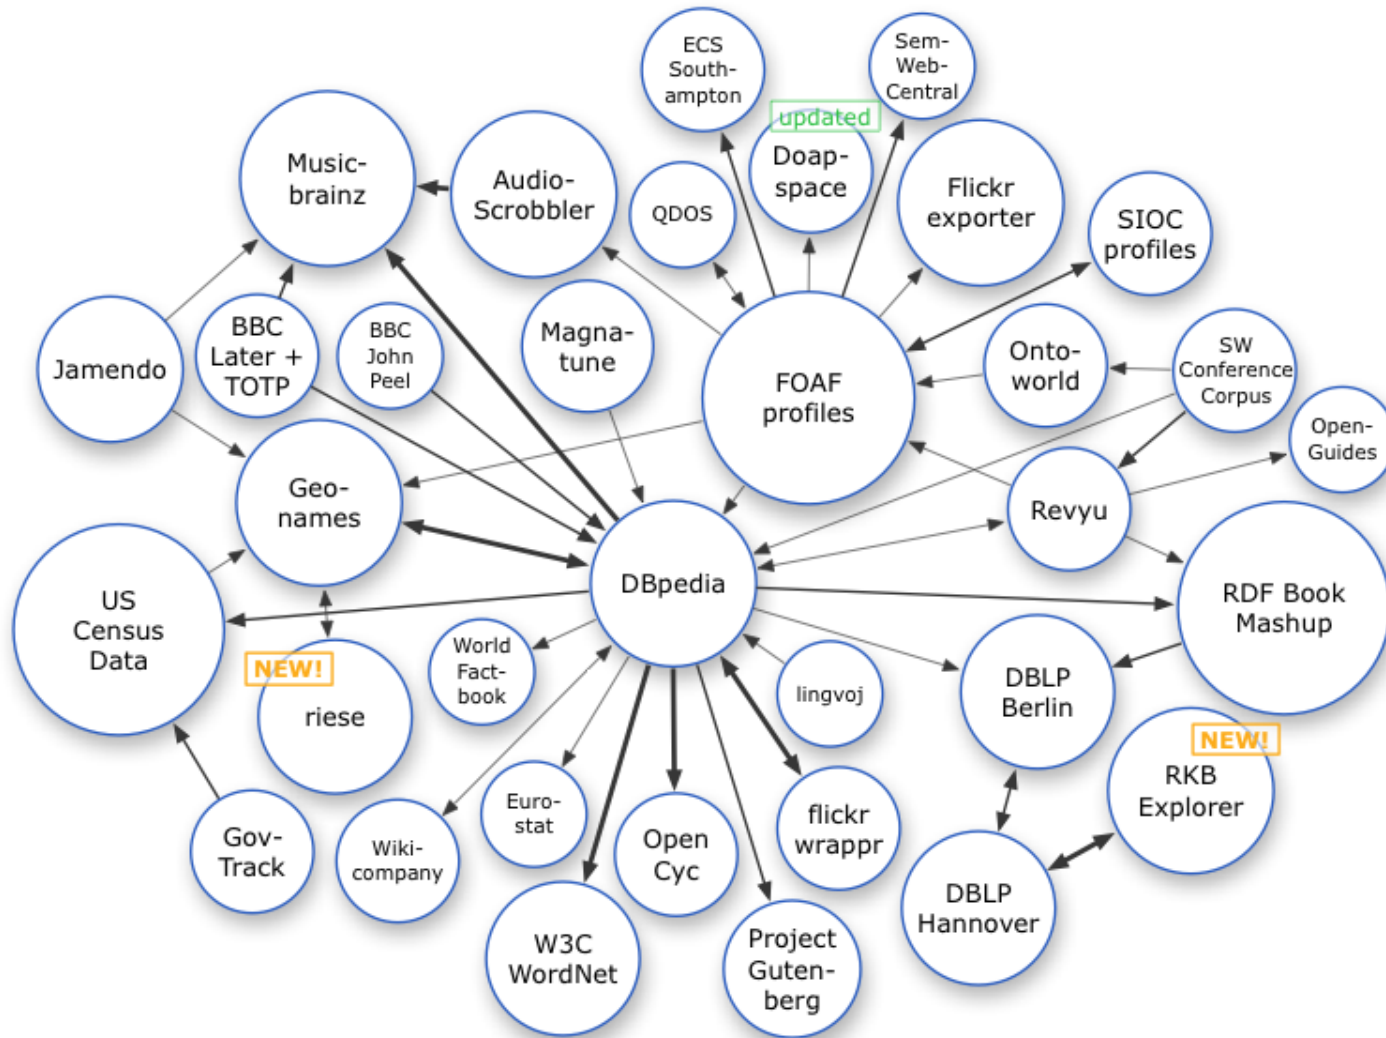 ECS
South-
ampton
Sem-
Web-
Central
updated
Doap-
space
Music-
brainz
Audio-
Scrobbler
QDOS
Flickr
exporter
SIOC
profiles
Jamendo
BBC
Later +
TOTP
BBC
John
Peel
Magna-
tune
FOAF
profiles
Onto-
world
SW
Conference
Corpus
Open-
Guides
Geo-
names
Revyu
DBpedia
US
Census
Data
RDF Book
Mashup
NEW!
riese
World
Fact-
book
lingvoj
DBLP
Berlin
NEW!
RKB
Explorer
Gov-
Track
Wiki-
company
Euro-
stat
Open
Cyc
flickr
wrappr
DBLP
Hannover
W3C
WordNet
Project
Guten-
berg